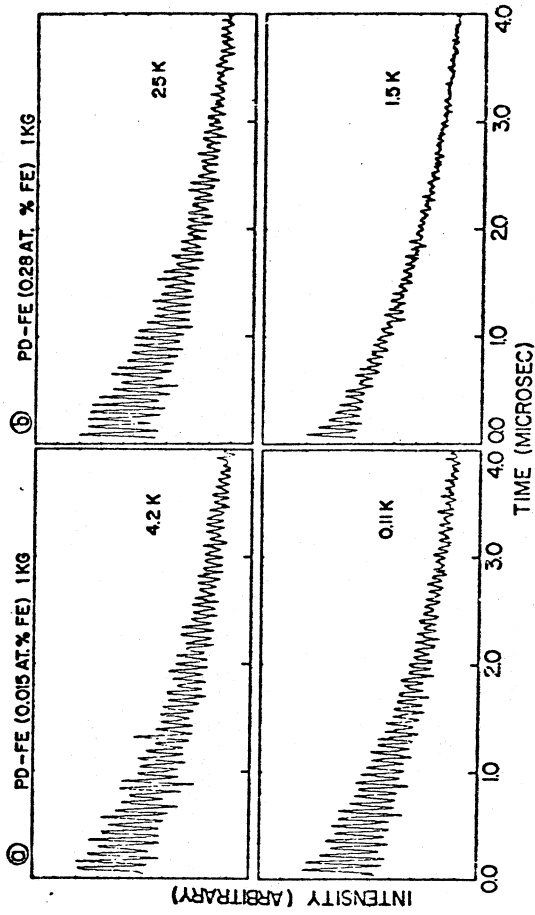 ⓐ PD-FE (0.015 AT.% FE) 1KG
ⓑ PD-FE (0.28 AT. % FE) 1KG
4.2 K
25 K
0.11K
1.5K
INTENSITY (ARBITRARY)
0.0 1.0 2.0 3.0 4.0
0.0 1.0 2.0 3.0 4.0
TIME (MICROSEC)